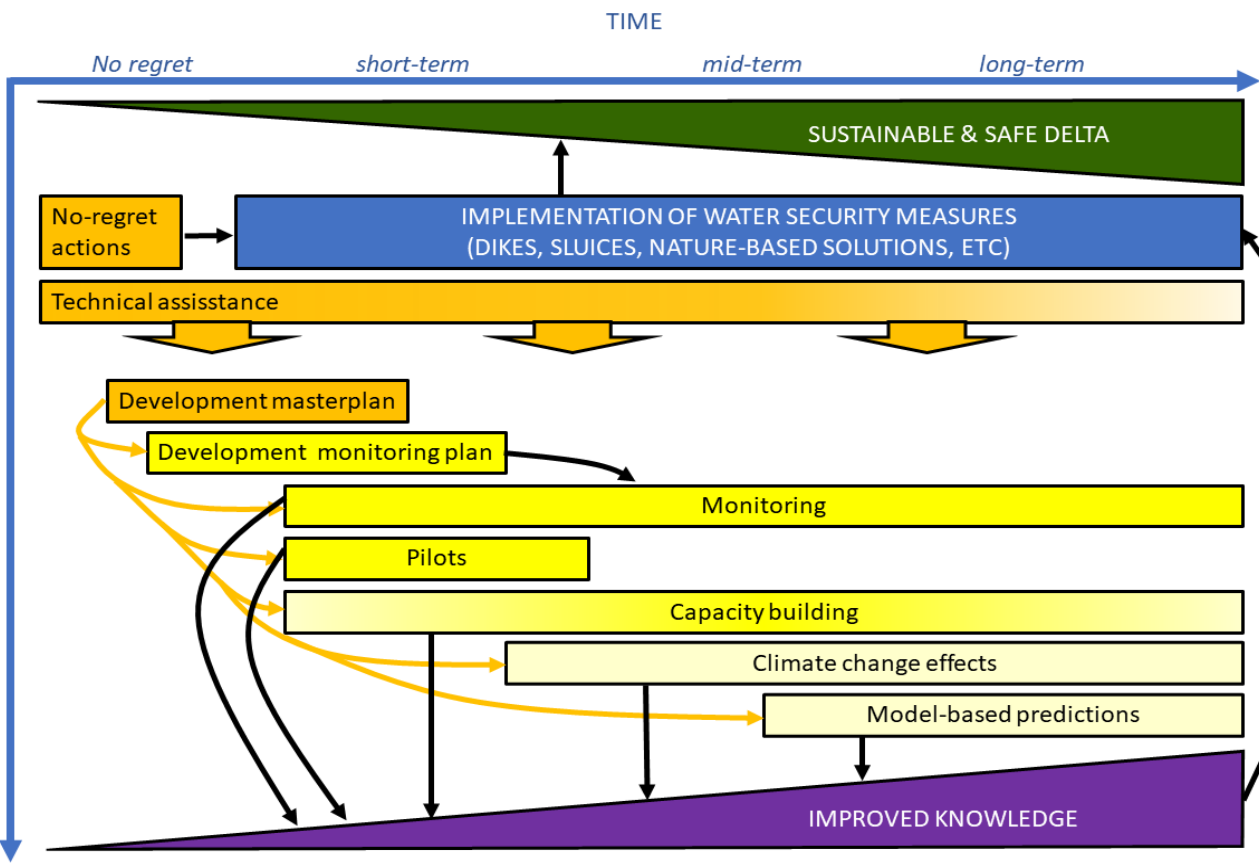 TIME
No regret short-term mid-term long-term
SUSTAINABLE & SAFE DELTA
No-regret
actions
IMPLEMENTATION OF WATER SECURITY MEASURES
(DIKES, SLUICES, NATURE-BASED SOLUTIONS, ETC)
Technical assisstance
Development masterplan
Development monitoring plan
Monitoring
Pilots
Capacity building
Climate change effects
Model-based predictions
IMPROVED KNOWLEDGE